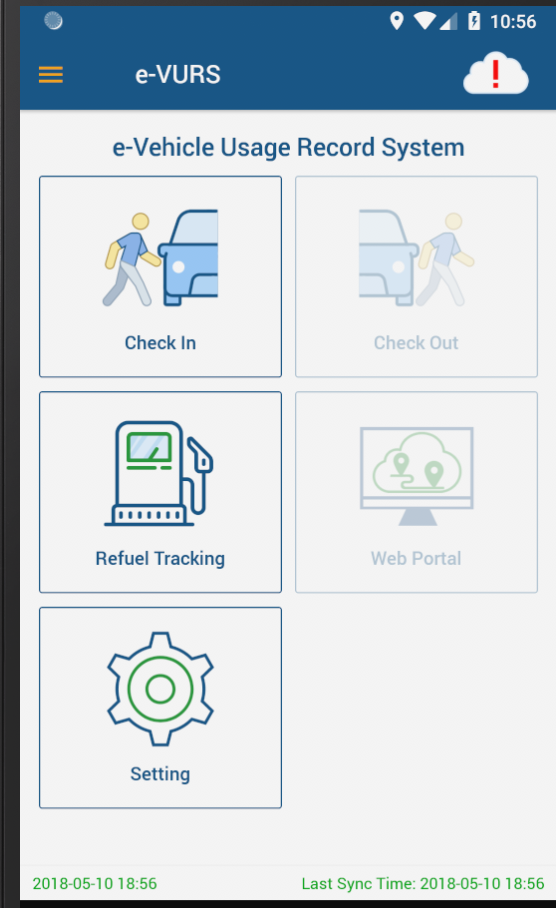 10:56
e-VURS
!
e-Vehicle Usage Record System
Check In
Check Out
Refuel Tracking
Web Portal
Setting
2018-05-10 18:56
Last Sync Time: 2018-05-10 18:56